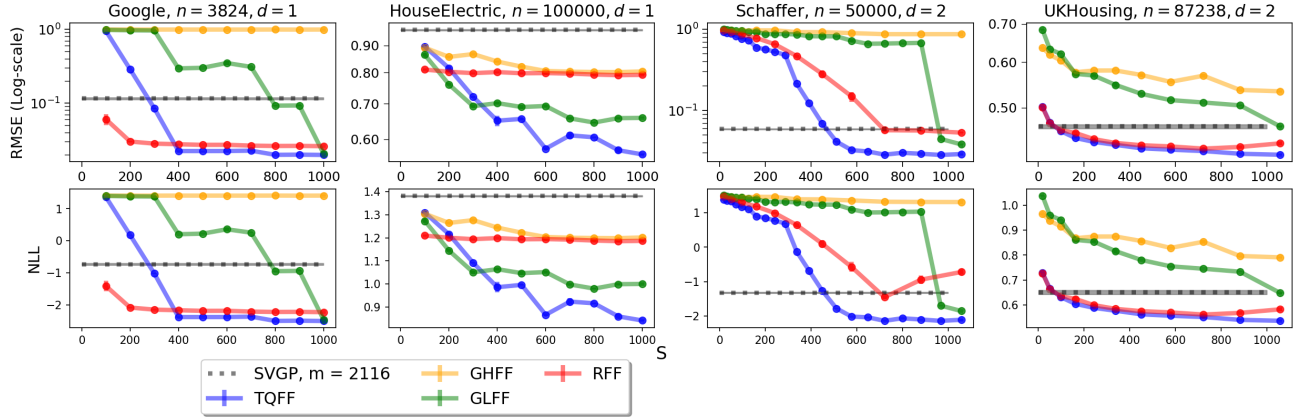 Google, n = 3824, d = 1
HouseElectric, n = 100000, d = 1
Schaffer, n = 50000, d = 2
UKHousing, n = 87238, d = 2
RMSE (Log-scale)
10⁰
10⁻¹
0 200 400 600 800 1000
0.90
0.80
0.70
0.60
0 100 200 300 400 500 600 700 800 900 1000
10⁰
10⁻¹
0 200 400 600 800 1000
0.70
0.60
0.50
0 200 400 600 800 1000
NLL
1
0
−1
−2
0 200 400 600 800 1000
1.4
1.3
1.2
1.1
1.0
0.9
0 100 200 300 400 500 600 700 800 900 1000
1
0
−1
−2
0 200 400 600 800 1000
1.0
0.9
0.8
0.7
0.6
0 200 400 600 800 1000
S
SVGP, m = 2116
GHFF
RFF
TQFF
GLFF